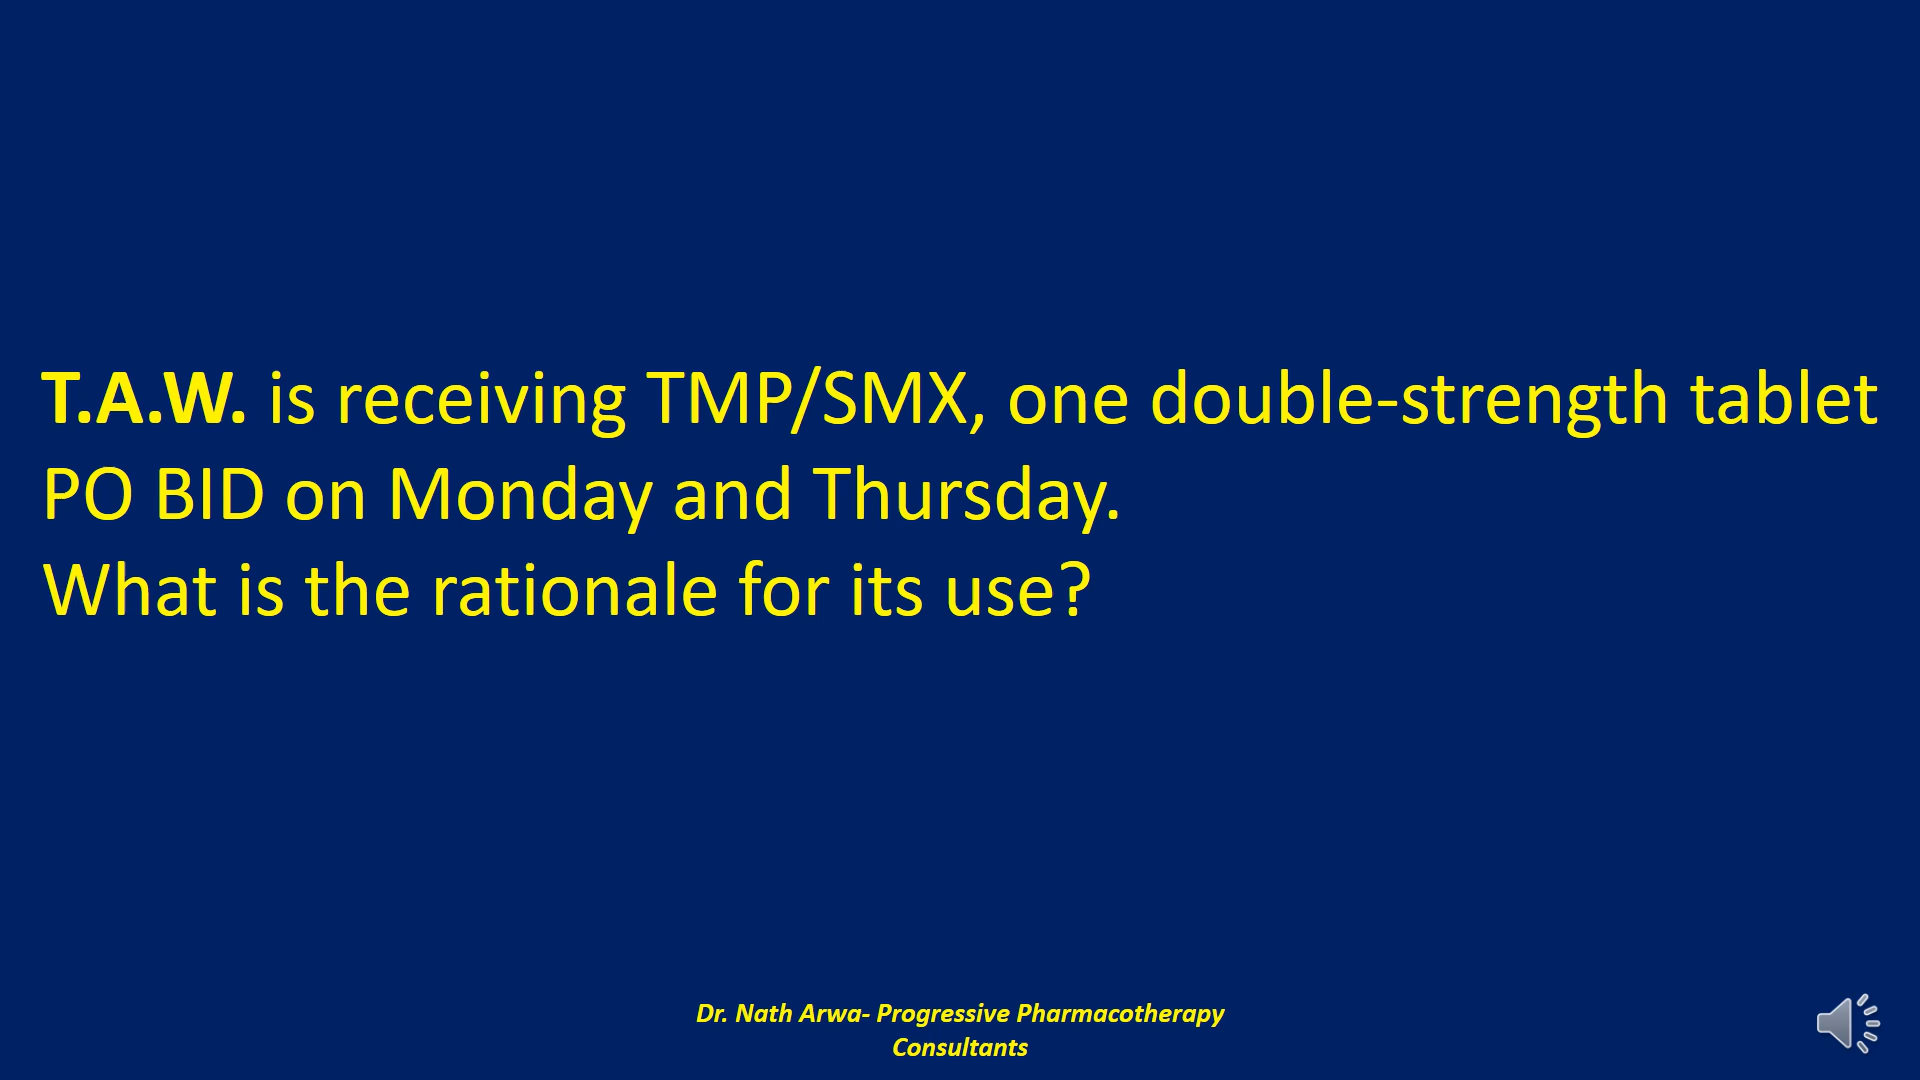 T.A.W. is receiving TMP/SMX, one double-strength tablet
PO BID on Monday and Thursday.
What is the rationale for its use?
Dr. Nath Arwa- Progressive Pharmacotherapy
Consultants